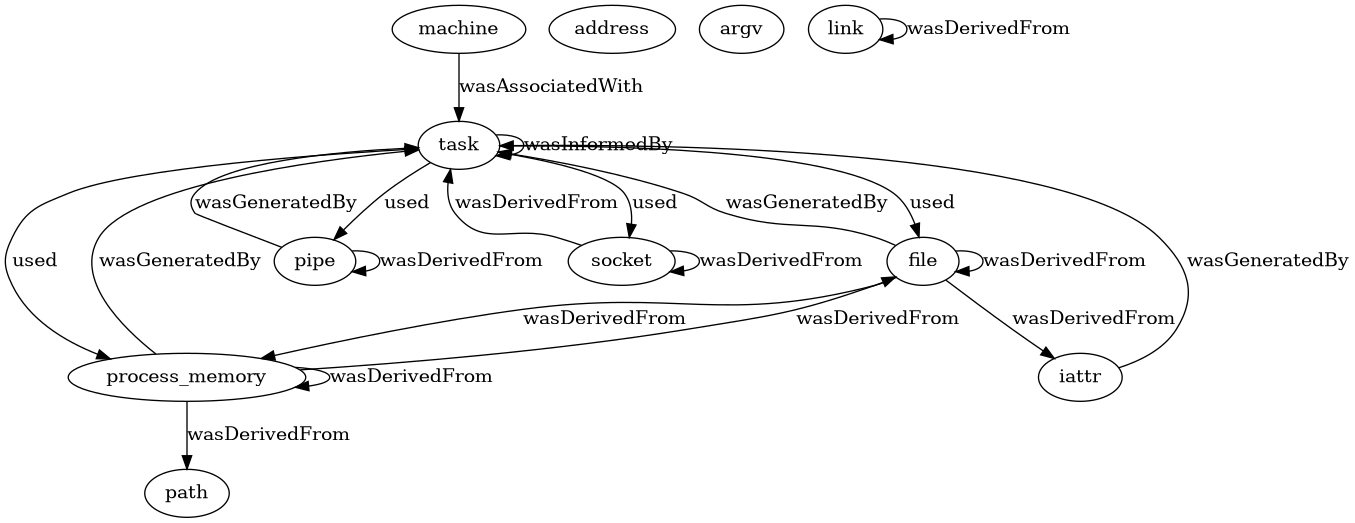 machine
address
argv
link
wasDerivedFrom
wasAssociatedWith
task
wasInformedBy
wasGeneratedBy
used
wasDerivedFrom
used
wasGeneratedBy
used
used
wasGeneratedBy
pipe
wasDerivedFrom
socket
wasDerivedFrom
file
wasDerivedFrom
wasGeneratedBy
wasDerivedFrom
wasDerivedFrom
wasDerivedFrom
process_memory
wasDerivedFrom
iattr
wasDerivedFrom
path